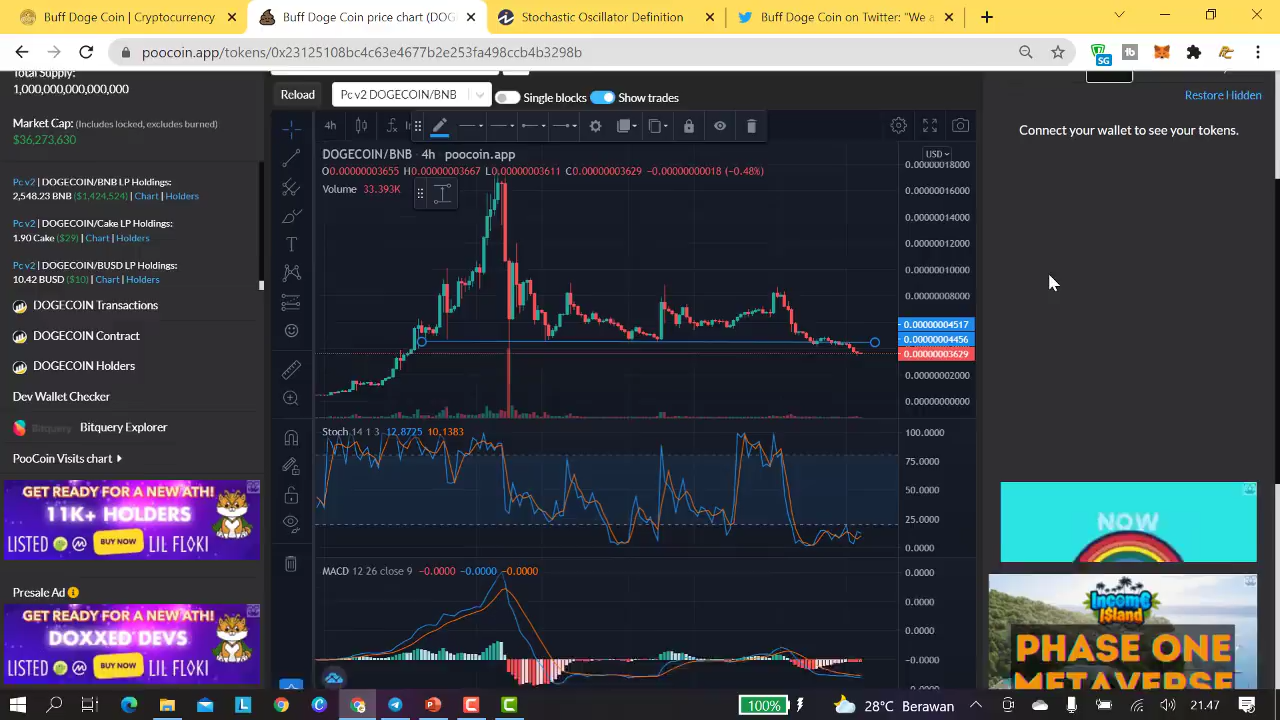 Buff Doge Coin (DOGECOIN) price
Buff Doge Coin
Stochastic Oscillator Definition
Buff Doge Coin on Twitter: "We a
poocoin.app/tokens/0x23125108bc4c63e4677b2e253fa498ccb4b3298b
SG
tb
Total Supply:
1,000,000,000,000,000
Market Cap: (Includes locked, excludes burned)
$36,273,630
Pc v2 | DOGECOIN/BNB LP Holdings:
2,548.23 BNB ($1,424,524) | Chart | Holders
Pc v2 | DOGECOIN/Cake LP Holdings:
1.90 Cake ($29) | Chart | Holders
Pc v2 | DOGECOIN/BUSD LP Holdings:
10.42 BUSD ($10) | Chart | Holders
DOGECOIN Transactions
DOGECOIN Contract
DOGECOIN Holders
Dev Wallet Checker
Bitquery Bitquery Explorer
PooCoin Visits chart
GET READY FOR A NEW ATH!
11K+ HOLDERS
LISTED BUY NOW LIL FLOKI
Presale Ad
GET READY FOR A NEW ATH!
DOXXED DEVS
LISTED BUY NOW LIL FLOKI
Reload
Pc v2 DOGECOIN/BNB
Single blocks
Show trades
4h
DOGECOIN/BNB · 4h poocoin.app
O0.00000003655 H0.00000003667 L0.00000003611 C0.00000003629 −0.00000000018 (−0.48%)
Volume 33.393K
USD
0.00000018000
0.00000016000
0.00000014000
0.00000012000
0.00000010000
0.00000008000
0.00000004517
0.00000004456
0.00000003629
0.00000002000
0.00000000000
Stoch 14 1 3 12.8725 10.1383
100.0000
75.0000
50.0000
25.0000
0.0000
MACD 12 26 close 9 −0.0000 −0.0000 −0.0000
0.0000
0.0000
0.0000
−0.0000
Restore Hidden
Connect your wallet to see your tokens.
NOW
Income I$land
PHASE ONE
METAVERSE
100%
28°C Berawan
21.47